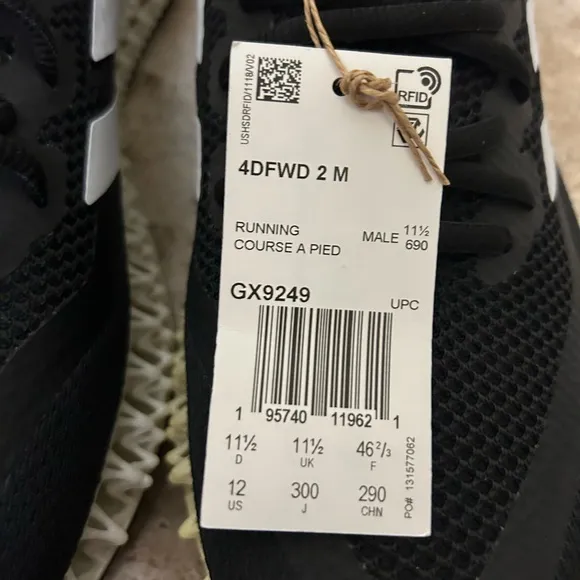 USHSDRFID/1118/V02
RFID
4DFWD 2 M
RUNNING
COURSE A PIED
MALE 11½
690
GX9249
UPC
1 95740 11962 1
11½ 11½ 46²/₃
D UK F
12 300 290
US J CHN
PO# 131577062